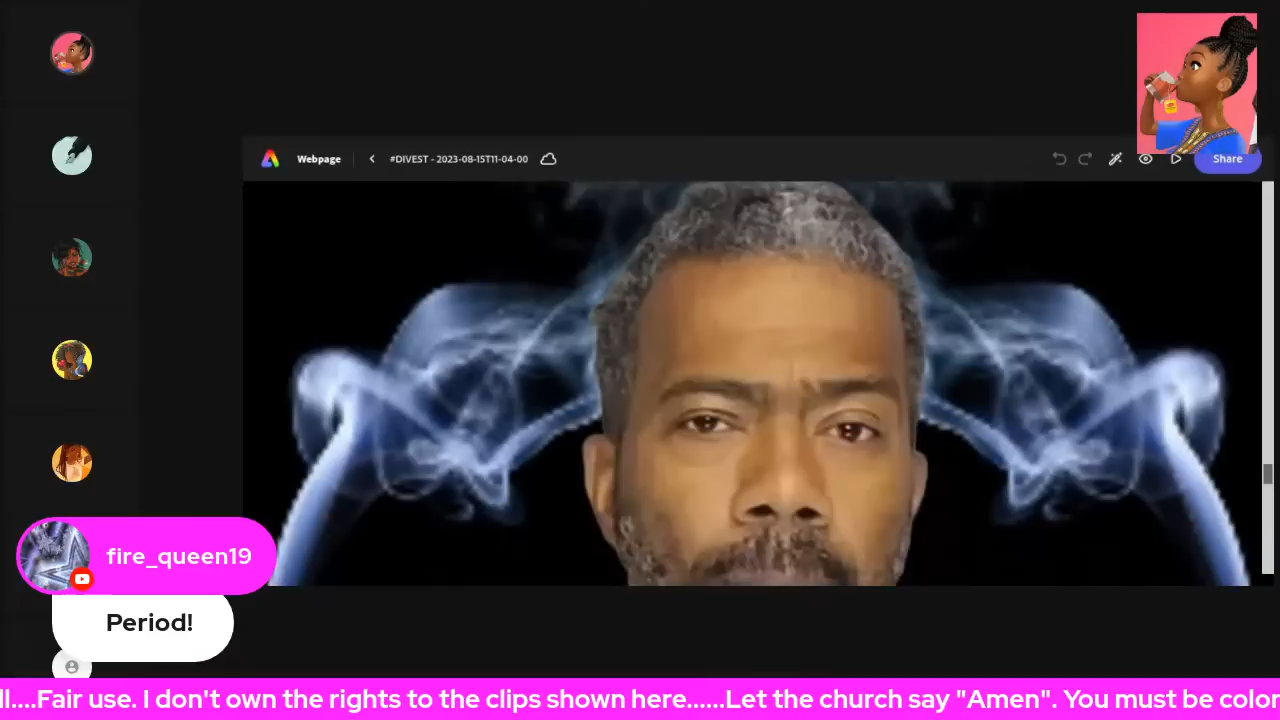 Webpage
#DIVEST - 2023-08-15T11-04-00
Share
fire_queen19
Period!
ll....Fair use. I don't own the rights to the clips shown here......Let the church say "Amen". You must be color